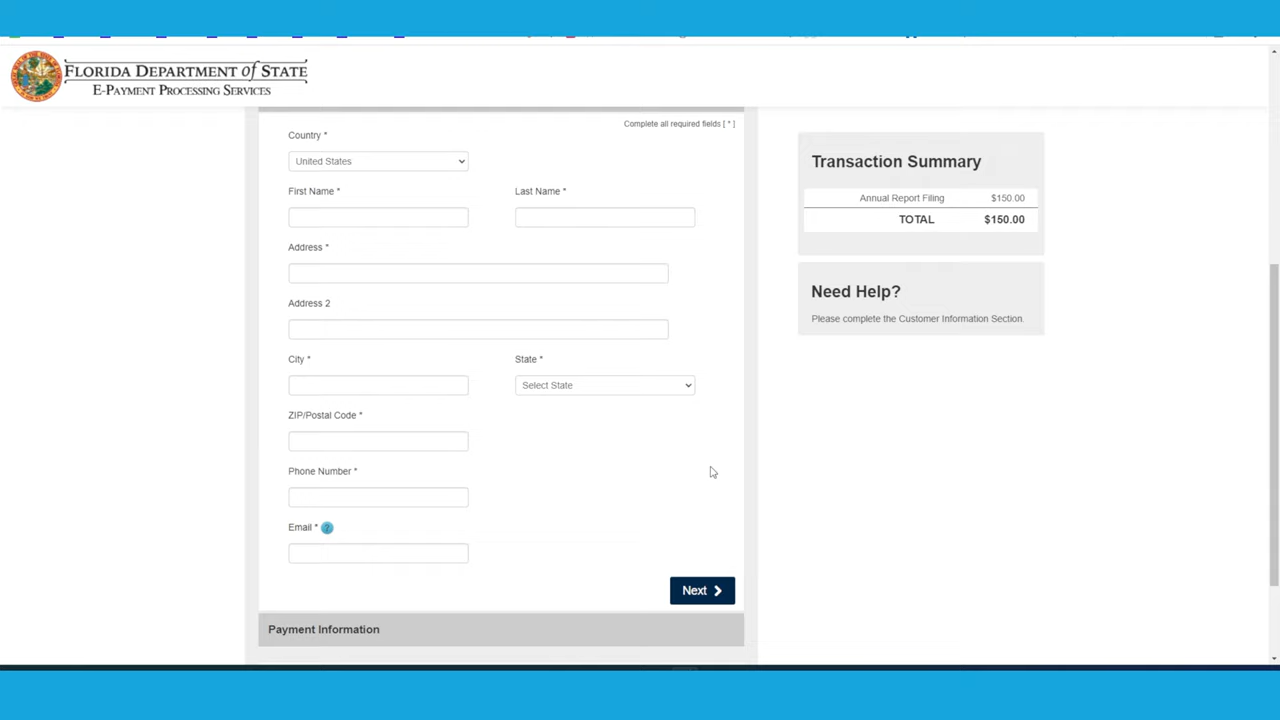 FLORIDA DEPARTMENT of STATE
E-PAYMENT PROCESSING SERVICES
Complete all required fields [ * ]
Country *
United States
First Name *
Last Name *
Address *
Address 2
City *
State *
Select State
ZIP/Postal Code *
Phone Number *
Email * ?
Next
Payment Information
Transaction Summary
Annual Report Filing $150.00
TOTAL $150.00
Need Help?
Please complete the Customer Information Section.